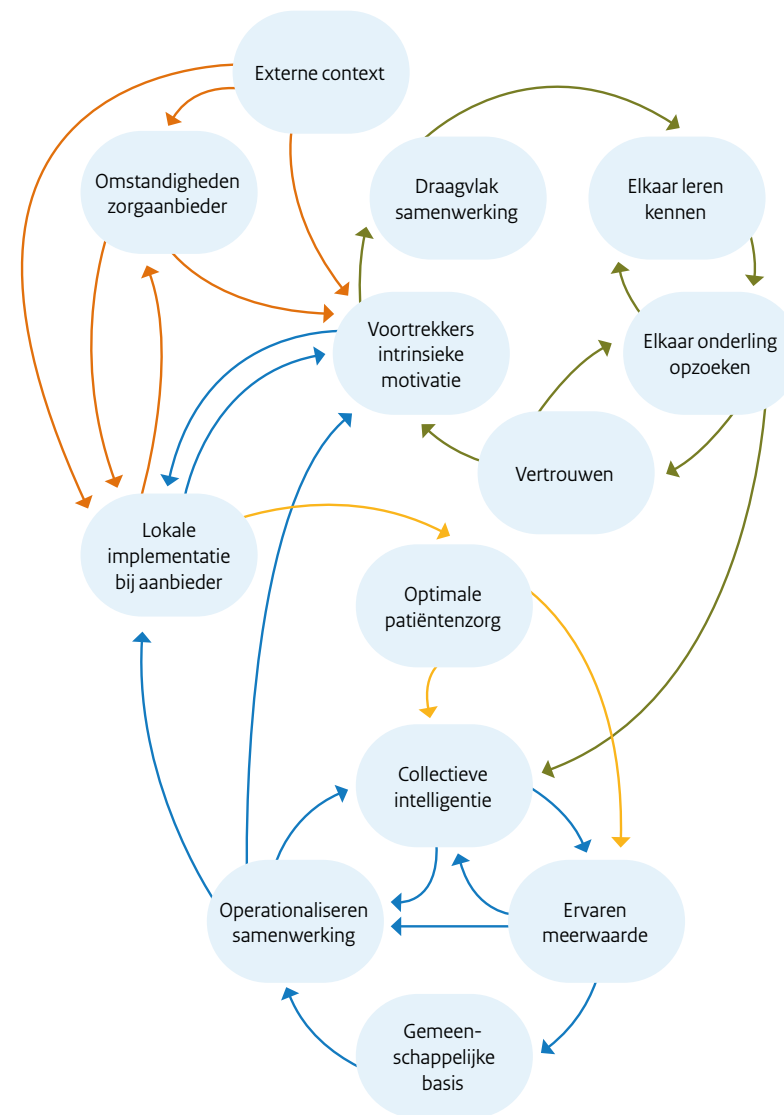 Externe context
Omstandigheden
zorgaanbieder
Draagvlak
samenwerking
Elkaar leren
kennen
Voortrekkers
intrinsieke
motivatie
Elkaar onderling
opzoeken
Vertrouwen
Lokale
implementatie
bij aanbieder
Optimale
patiëntenzorg
Collectieve
intelligentie
Operationaliseren
samenwerking
Ervaren
meerwaarde
Gemeen-
schappelijke
basis